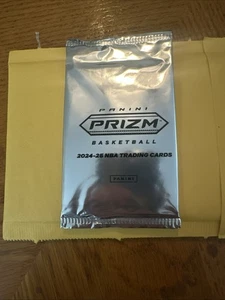 PANINI
PRIZM
BASKETBALL
2024-25 NBA TRADING CARDS
PANINI